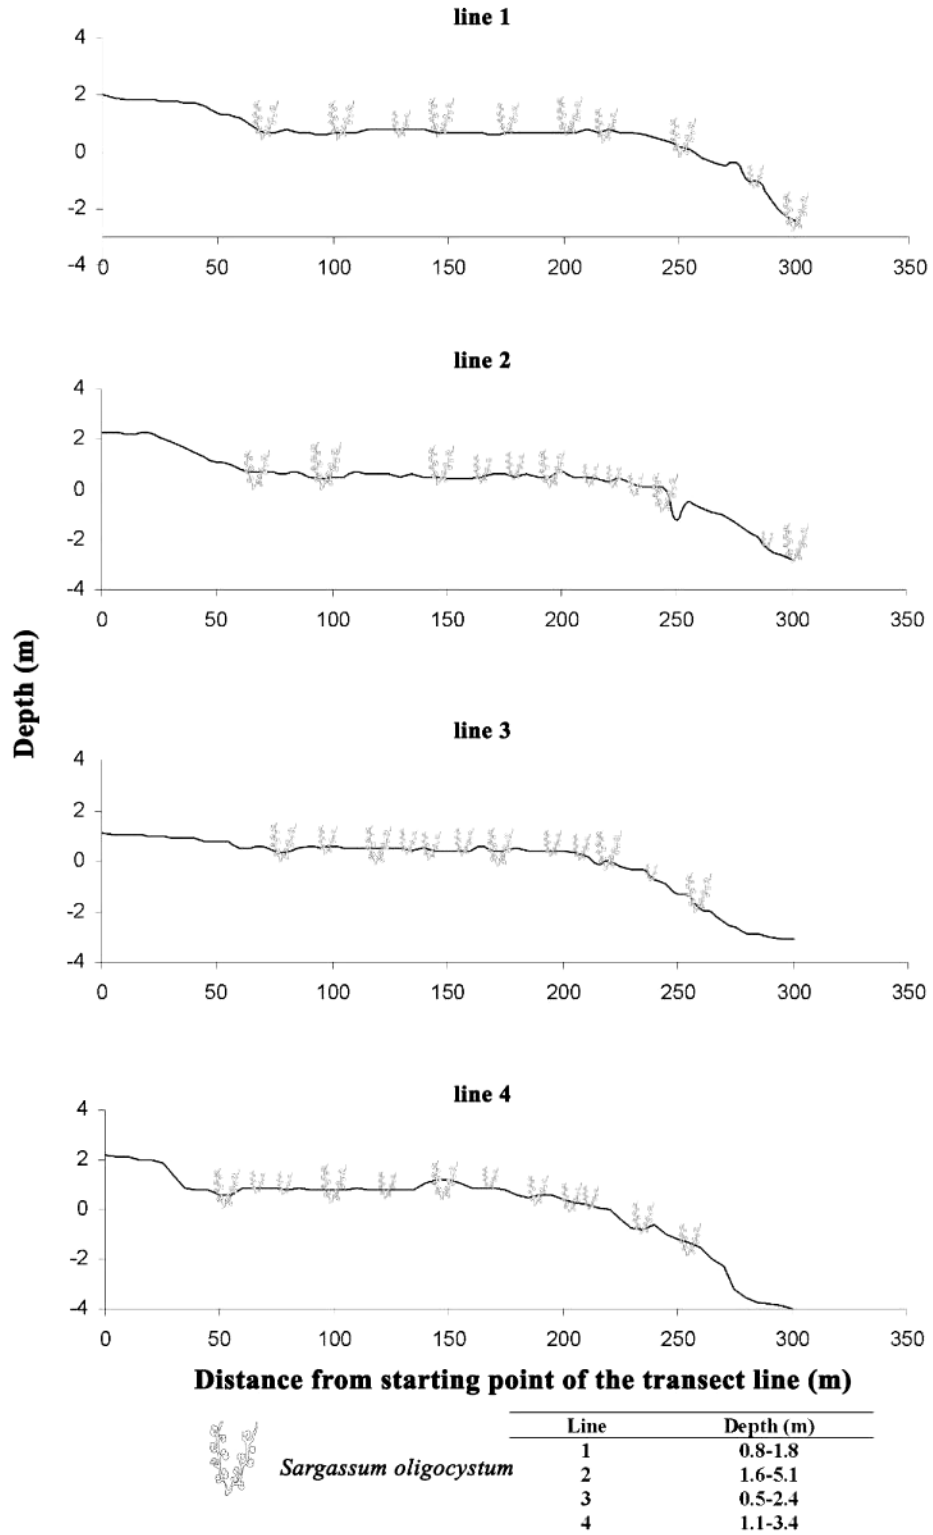 line 1
4
2
0
-2
-4
0 50 100 150 200 250 300 350
line 2
4
2
0
-2
-4
0 50 100 150 200 250 300 350
Depth (m)
line 3
4
2
0
-2
-4
0 50 100 150 200 250 300 350
line 4
4
2
0
-2
-4
0 50 100 150 200 250 300 350
Distance from starting point of the transect line (m)
Sargassum oligocystum
Line Depth (m)
1 0.8-1.8
2 1.6-5.1
3 0.5-2.4
4 1.1-3.4